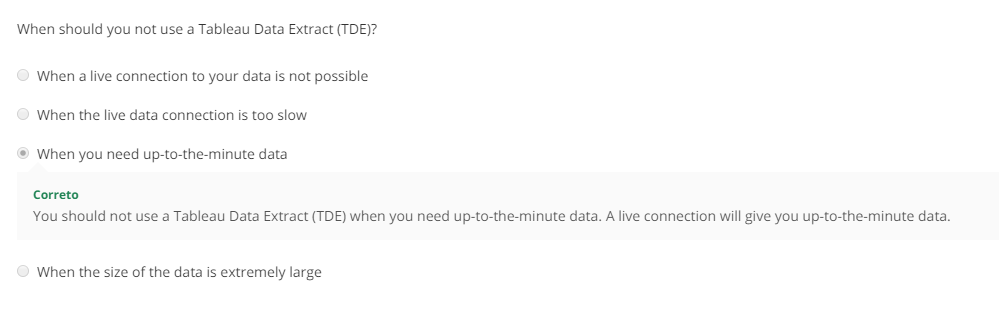 When should you not use a Tableau Data Extract (TDE)?
When a live connection to your data is not possible
When the live data connection is too slow
When you need up-to-the-minute data
Correto
You should not use a Tableau Data Extract (TDE) when you need up-to-the-minute data. A live connection will give you up-to-the-minute data.
When the size of the data is extremely large